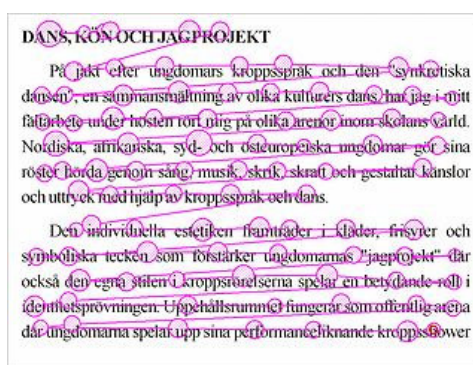 DANS, KÖN OCH JAGPROJEKT
På jakt efter ungdomars kroppsspråk och den "synkretiska
dansen", en sammansmältning av olika kulturers dans, har jag i mitt
fältarbete under hösten rört mig på olika arenor inom skolans värld.
Nordiska, afrikanska, syd- och östeuropeiska ungdomar gör sina
röster hörda genom sång, musik, skrik, skratt och gestaltar känslor
och uttryck med hjälp av kroppsspråk och dans.
Den individuella estetiken framträder i kläder, frisyrer och
symboliska tecken som förstärker ungdomarnas "jagprojekt" där
också den egna stilen i kroppsrörelserna spelar en betydande roll i
identitetsprövningen. Uppehållsrummet fungerar som offentlig arena
där ungdomarna spelar upp sina performanceliknande kroppsshower